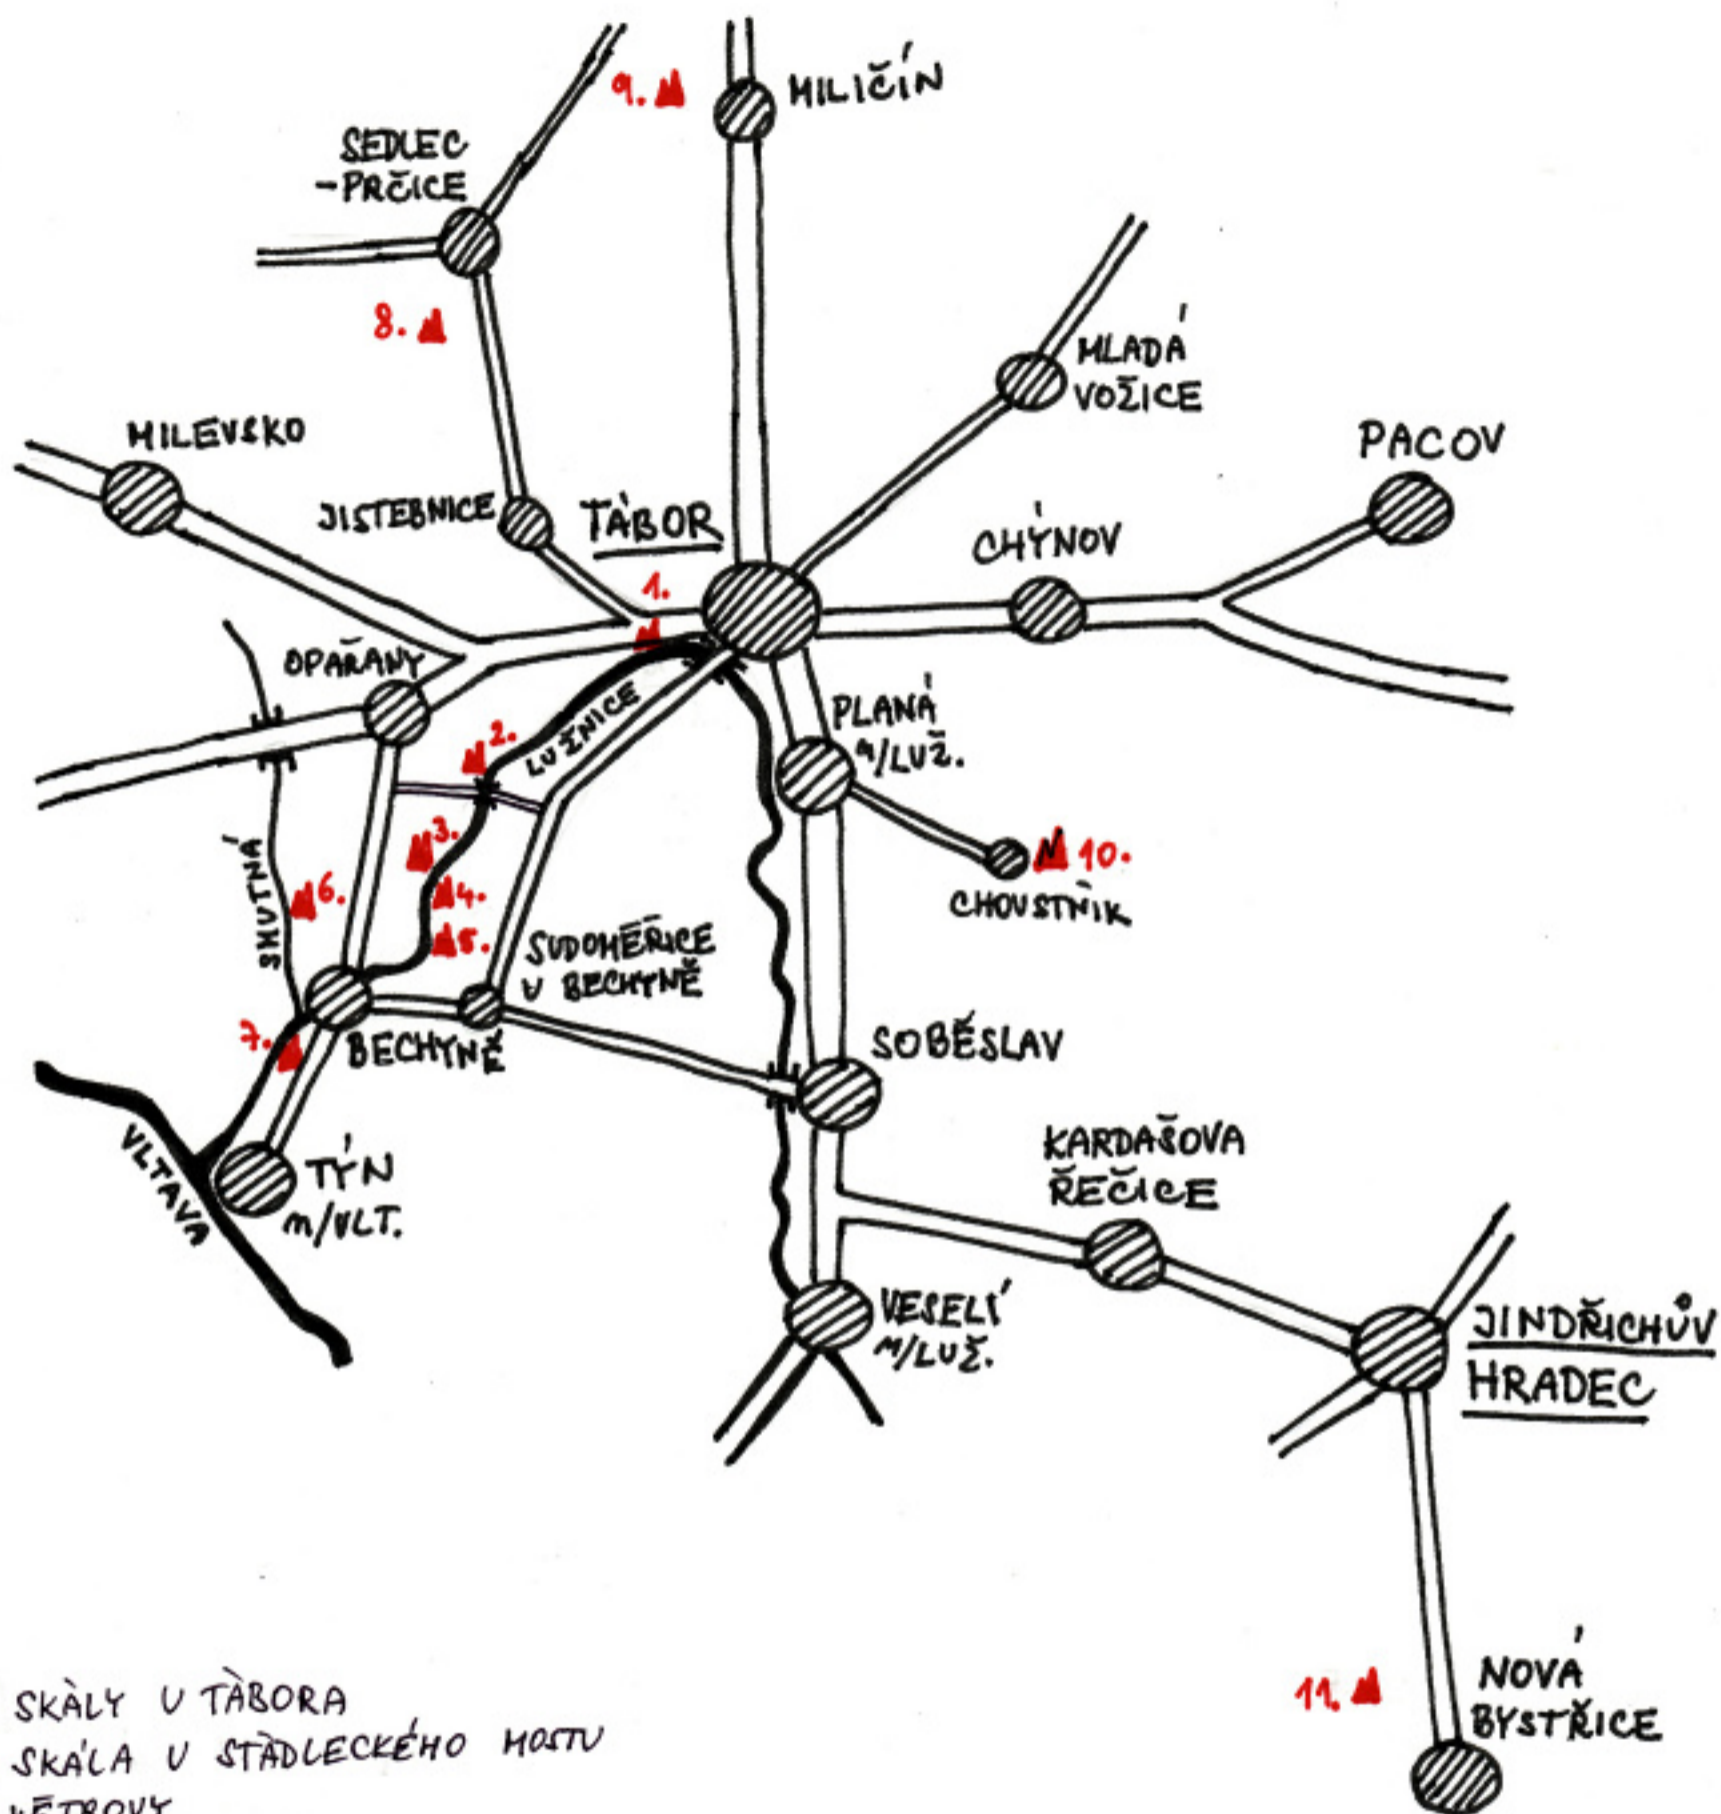 9.
MILIČÍN
SEDLEC
-PRČICE
8.
MLADÁ
VOŽICE
MILEVSKO
PACOV
JISTEBNICE
TÁBOR
CHÝNOV
1.
OPAŘANY
PLANÁ
n/LUŽ.
2.
LUŽNICE
3.
10.
CHOUSTNÍK
SMUTNÁ
6.
4.
5.
SUDOMĚŘICE
U BECHYNĚ
7.
BECHYNĚ
SOBĚSLAV
VLTAVA
TÝN
n/VLT.
KARDAŠOVA
ŘEČICE
VESELÍ
n/LUŽ.
JINDŘICHŮV
HRADEC
11.
NOVÁ
BYSTŘICE
SKÁLY U TÁBORA
SKÁLA U STÁDLECKÉHO MOSTU